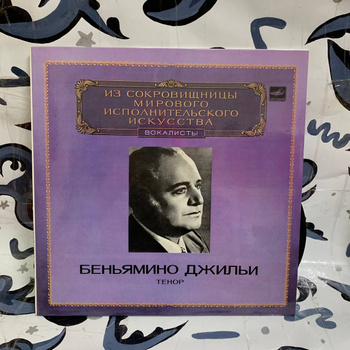 ИЗ СОКРОВИЩНИЦЫ
МИРОВОГО
ИСПОЛНИТЕЛЬСКОГО
ИСКУССТВА
ВОКАЛИСТЫ
БЕНЬЯМИНО ДЖИЛЬИ
ТЕНОР